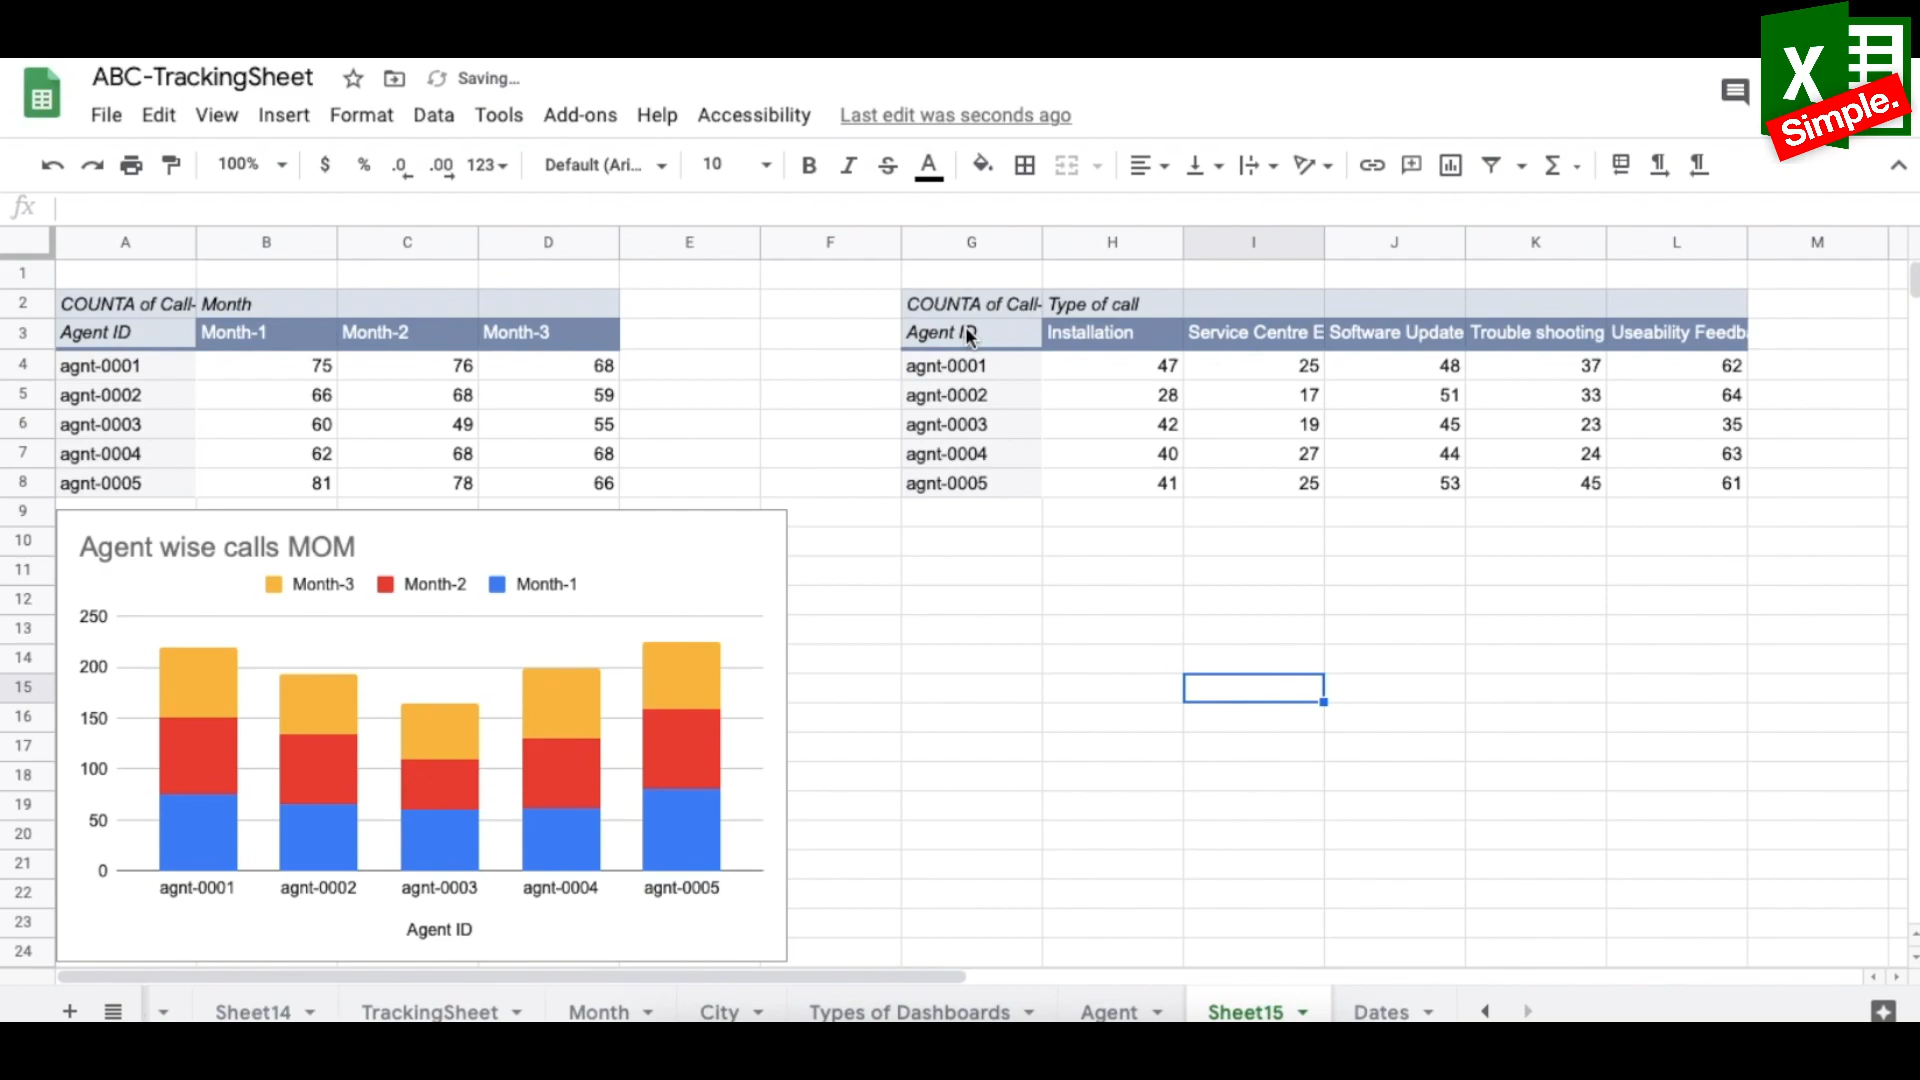 X
Simple.
ABC-TrackingSheet Saving...
File Edit View Insert Format Data Tools Add-ons Help Accessibility Last edit was seconds ago
100% $ % .0 .00 123 Default (Ari... 10 B I S A
fx
A B C D E F G H I J K L M
1
2 COUNTA of Call- Month COUNTA of Call- Type of call
3 Agent ID Month-1 Month-2 Month-3 Agent ID Installation Service Centre E Software Update Trouble shooting Useability Feedb
4 agnt-0001 75 76 68 agnt-0001 47 25 48 37 62
5 agnt-0002 66 68 59 agnt-0002 28 17 51 33 64
6 agnt-0003 60 49 55 agnt-0003 42 19 45 23 35
7 agnt-0004 62 68 68 agnt-0004 40 27 44 24 63
8 agnt-0005 81 78 66 agnt-0005 41 25 53 45 61
9
10
11
12
13
14
15
16
17
18
19
20
21
22
23
24
Agent wise calls MOM
Month-3 Month-2 Month-1
250
200
150
100
50
0
agnt-0001 agnt-0002 agnt-0003 agnt-0004 agnt-0005
Agent ID
Sheet14 TrackingSheet Month City Types of Dashboards Agent Sheet15 Dates